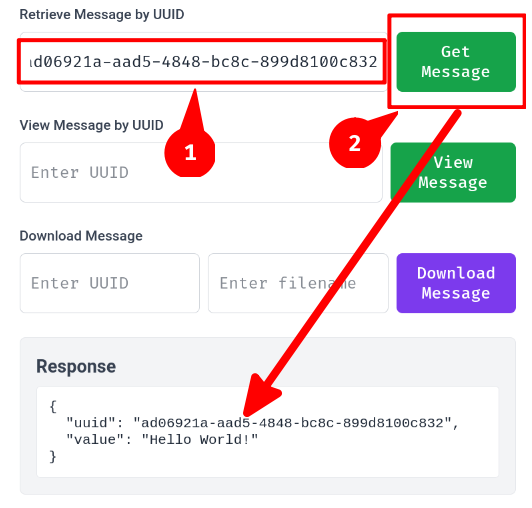 Retrieve Message by UUID
ad06921a-aad5-4848-bc8c-899d8100c832
Get
Message
View Message by UUID
1
2
Enter UUID
View
Message
Download Message
Enter UUID
Enter filename
Download
Message
Response
{
"uuid": "ad06921a-aad5-4848-bc8c-899d8100c832",
"value": "Hello World!"
}